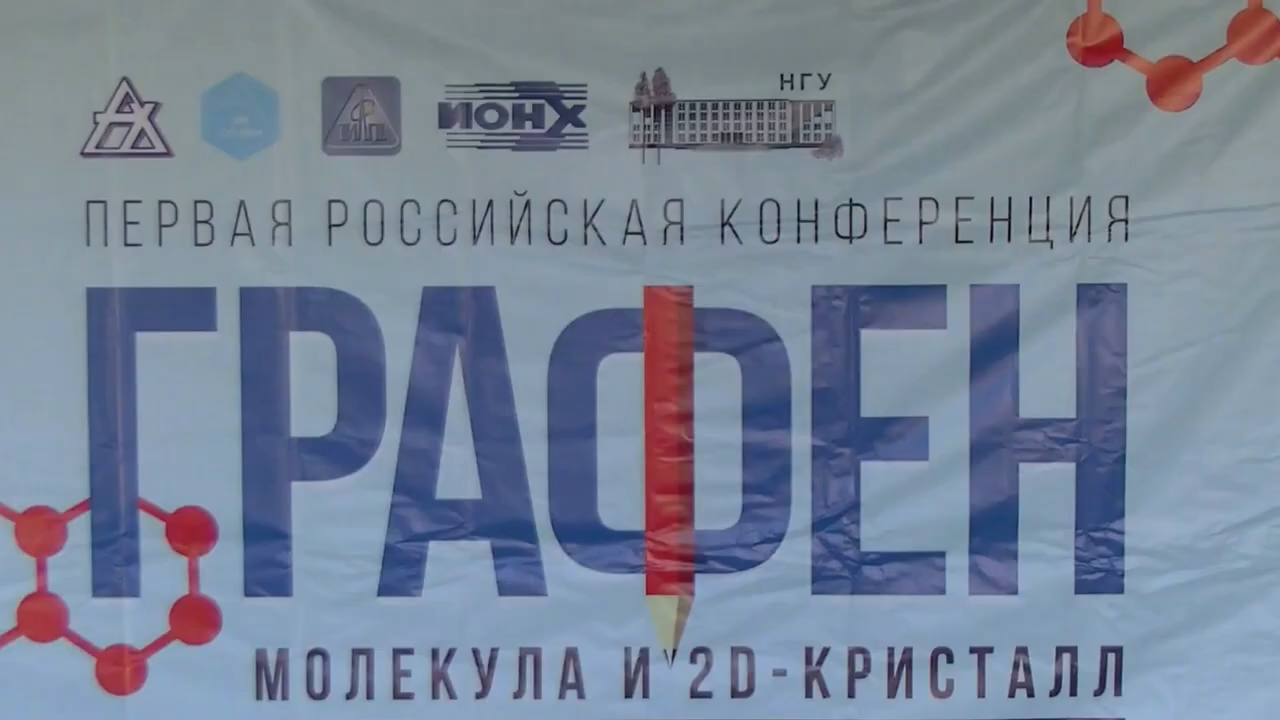 ИОНХ
НГУ
ПЕРВАЯ РОССИЙСКАЯ КОНФЕРЕНЦИЯ
ГРАФЕН
МОЛЕКУЛА И 2D-КРИСТАЛЛ